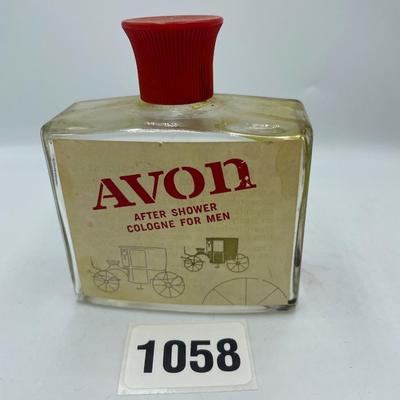 AVON
AFTER SHOWER
COLOGNE FOR MEN
1058